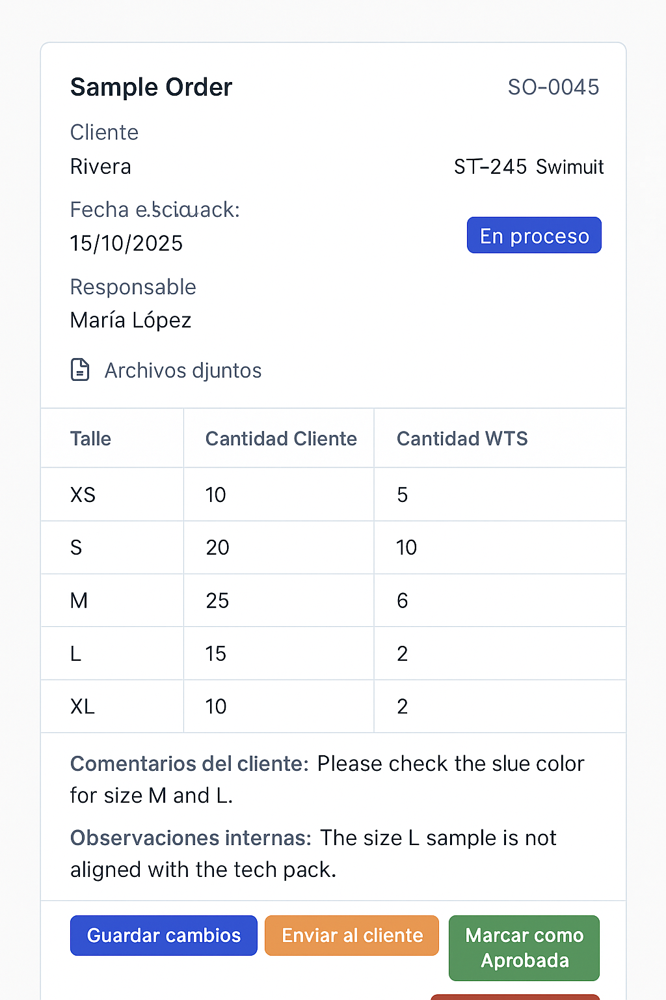 Sample Order SO-0045
Cliente
Rivera ST-245 Swimuit
Fecha
15/10/2025 En proceso
Responsable
María López
Archivos djuntos
Talle Cantidad Cliente Cantidad WTS
XS 10 5
S 20 10
M 25 6
L 15 2
XL 10 2
Comentarios del cliente: Please check the slue color
for size M and L.
Observaciones internas: The size L sample is not
aligned with the tech pack.
Guardar cambios Enviar al cliente Marcar como
Aprobada